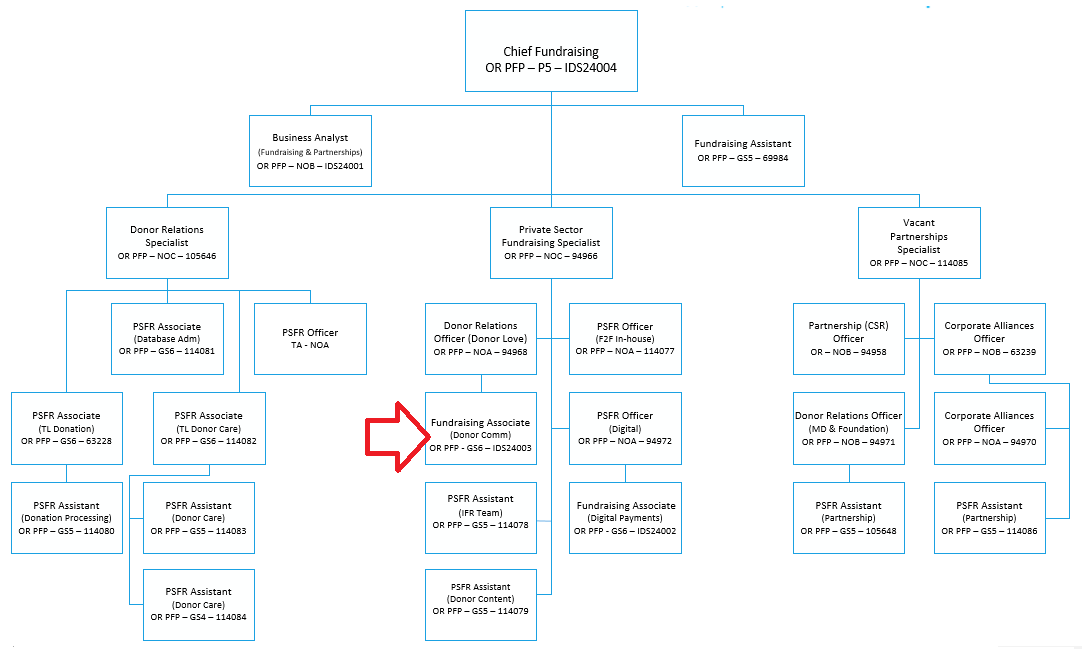 Chief Fundraising
OR PFP – P5 – IDS24004
Business Analyst
(Fundraising & Partnerships)
OR PFP – NOB – IDS24001
Fundraising Assistant
OR PFP – GS5 – 69984
Donor Relations
Specialist
OR PFP – NOC – 105646
Private Sector
Fundraising Specialist
OR PFP – NOC – 94966
Vacant
Partnerships
Specialist
OR PFP – NOC – 114085
PSFR Associate
(Database Adm)
OR PFP – GS6 – 114081
PSFR Officer
TA - NOA
Donor Relations
Officer (Donor Love)
OR PFP – NOA – 94968
PSFR Officer
(F2F In-house)
OR PFP – NOA – 114077
Partnership (CSR)
Officer
OR – NOB – 94958
Corporate Alliances
Officer
OR PFP – NOB – 63239
PSFR Associate
(TL Donation)
OR PFP – GS6 – 63228
PSFR Associate
(TL Donor Care)
OR PFP – GS6 – 114082
Fundraising Associate
(Donor Comm)
OR PFP - GS6 – IDS24003
PSFR Officer
(Digital)
OR PFP – NOA – 94972
Donor Relations Officer
(MD & Foundation)
OR PFP – NOB – 94971
Corporate Alliances
Officer
OR PFP – NOA – 94970
PSFR Assistant
(Donation Processing)
OR PFP – GS5 – 114080
PSFR Assistant
(Donor Care)
OR PFP – GS5 – 114083
PSFR Assistant
(IFR Team)
OR PFP – GS5 – 114078
Fundraising Associate
(Digital Payments)
OR PFP - GS6 – IDS24002
PSFR Assistant
(Partnership)
OR PFP – GS5 – 105648
PSFR Assistant
(Partnership)
OR PFP – GS5 – 114086
PSFR Assistant
(Donor Care)
OR PFP – GS4 – 114084
PSFR Assistant
(Donor Content)
OR PFP – GS5 – 114079